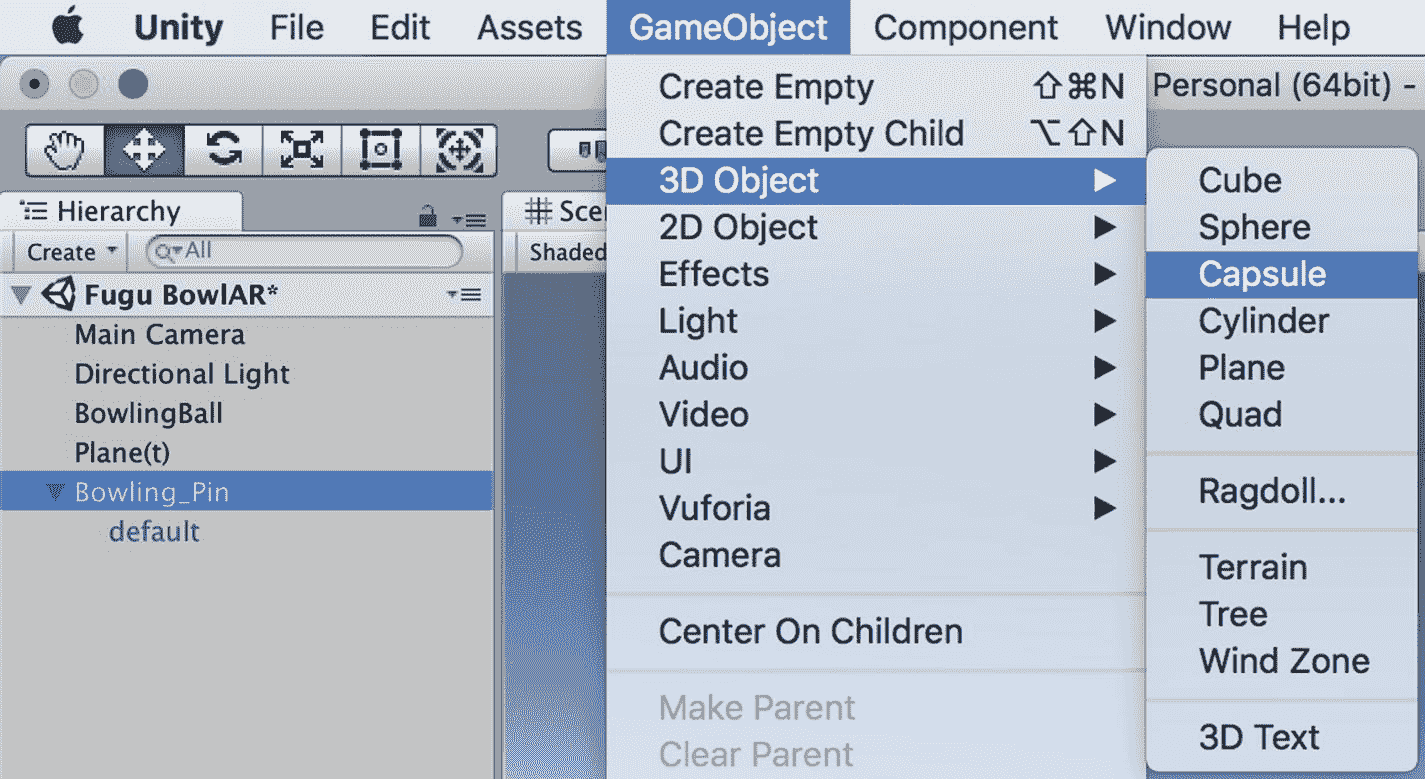 Unity File Edit Assets GameObject Component Window Help
Personal (64bit) -
Create Empty ⇧⌘N
Create Empty Child ⌥⇧N
3D Object
2D Object
Effects
Light
Audio
Video
UI
Vuforia
Camera
Center On Children
Make Parent
Clear Parent
Cube
Sphere
Capsule
Cylinder
Plane
Quad
Ragdoll...
Terrain
Tree
Wind Zone
3D Text
Hierarchy
Create All
Fugu BowlAR*
Main Camera
Directional Light
BowlingBall
Plane(t)
Bowling_Pin
default
Shaded